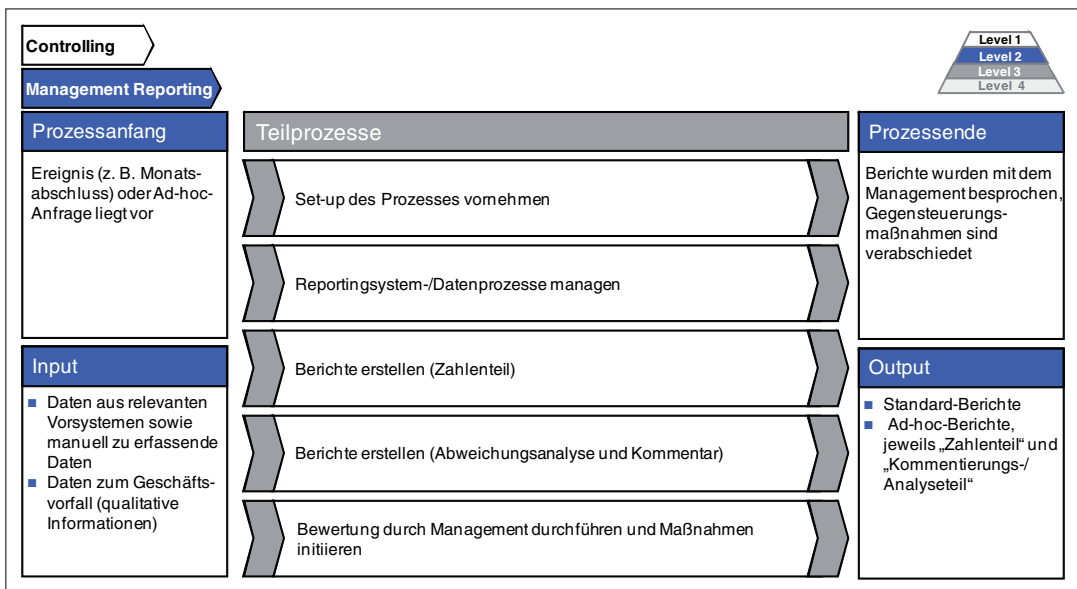 Controlling
Management Reporting
Level 1
Level 2
Level 3
Level 4
Prozessanfang
Ereignis (z. B. Monats-
abschluss) oder Ad-hoc-
Anfrage liegt vor
Input
Daten aus relevanten
Vorsystemen sowie
manuell zu erfassende
Daten
Daten zum Geschäfts-
vorfall (qualitative
Informationen)
Teilprozesse
Set-up des Prozesses vornehmen
Reportingsystem-/Datenprozesse managen
Berichte erstellen (Zahlenteil)
Berichte erstellen (Abweichungsanalyse und Kommentar)
Bewertung durch Management durchführen und Maßnahmen
initiieren
Prozessende
Berichte wurden mit dem
Management besprochen,
Gegensteuerungs-
maßnahmen sind
verabschiedet
Output
Standard-Berichte
Ad-hoc-Berichte,
jeweils „Zahlenteil“ und
„Kommentierungs-/
Analyseteil“